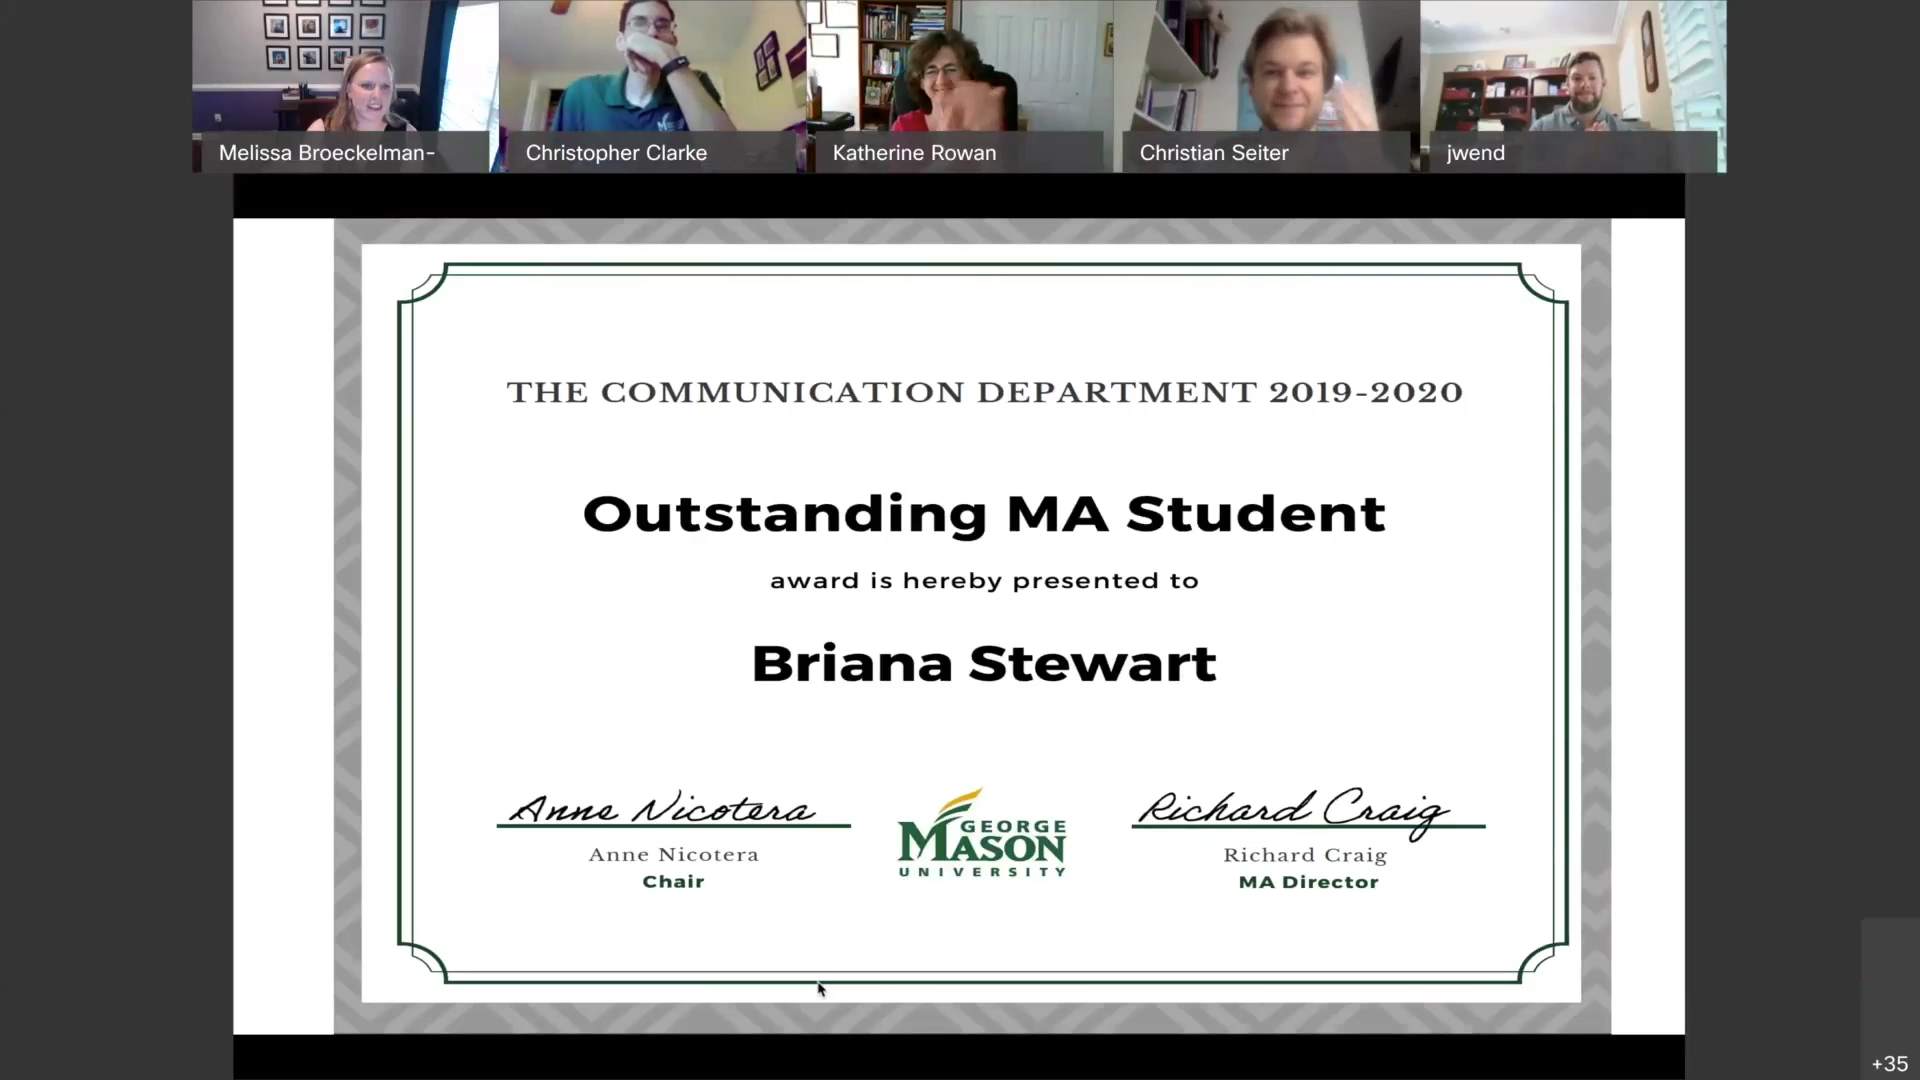 Melissa Broeckelman-
Christopher Clarke
Katherine Rowan
Christian Seiter
jwend
THE COMMUNICATION DEPARTMENT 2019-2020
Outstanding MA Student
award is hereby presented to
Briana Stewart
Anne Nicotera
Anne Nicotera
Chair
GEORGE
MASON
UNIVERSITY
Richard Craig
Richard Craig
MA Director
+35